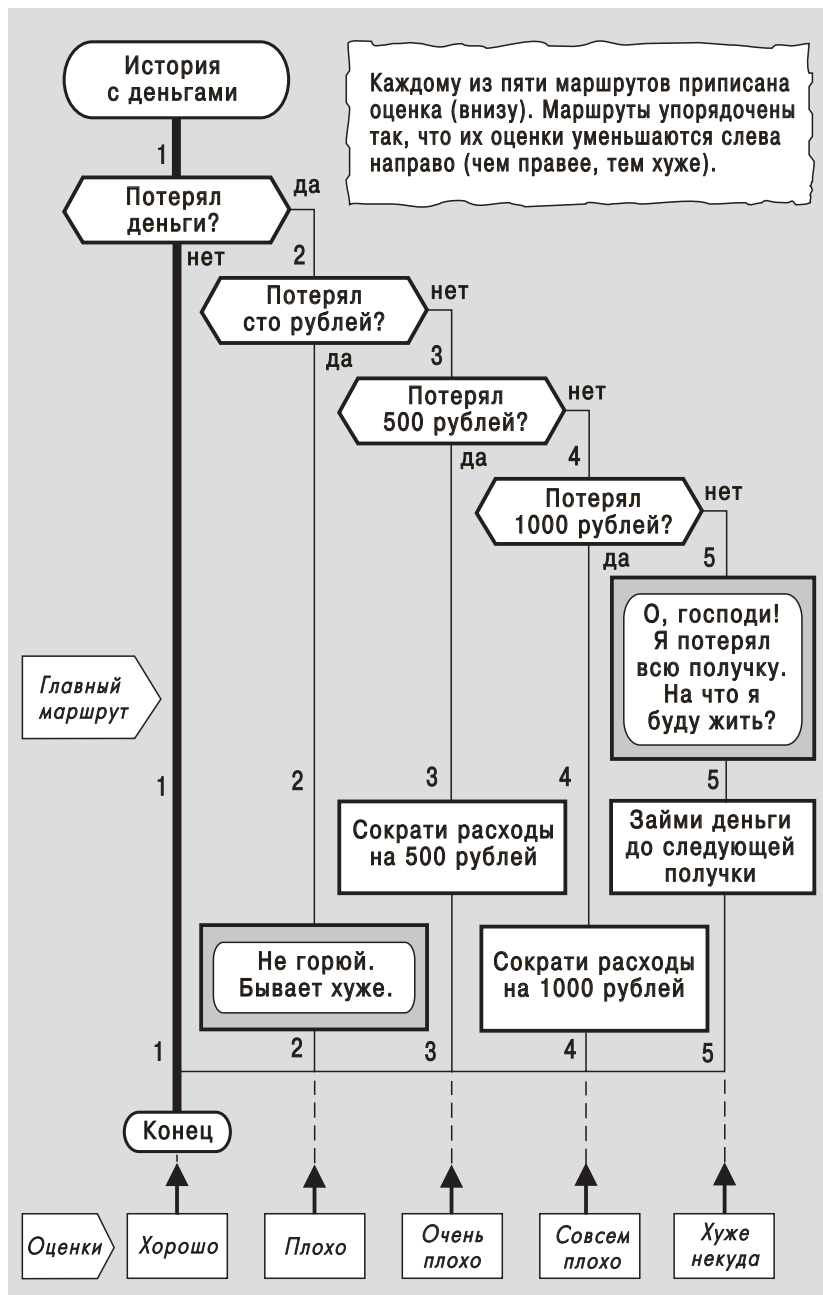 История
с деньгами
Каждому из пяти маршрутов приписана
оценка (внизу). Маршруты упорядочены
так, что их оценки уменьшаются слева
направо (чем правее, тем хуже).
1
Потерял
деньги?
да
нет
2
Потерял
сто рублей?
нет
да
3
Потерял
500 рублей?
нет
да
4
Потерял
1000 рублей?
нет
да
5
О, господи!
Я потерял
всю получку.
На что я
буду жить?
Главный
маршрут
1
2
3
4
5
Сократи расходы
на 500 рублей
Займи деньги
до следующей
получки
Не горюй.
Бывает хуже.
Сократи расходы
на 1000 рублей
1
2
3
4
5
Конец
Оценки
Хорошо
Плохо
Очень
плохо
Совсем
плохо
Хуже
некуда